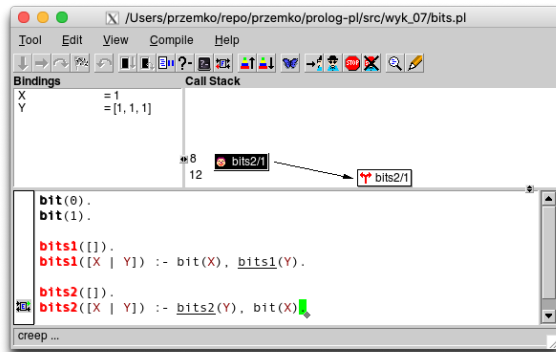 /Users/przemko/repo/przemko/prolog-pl/src/wyk_07/bits.pl
Tool Edit View Compile Help
Bindings Call Stack
X = 1
Y = [1, 1, 1]
8 bits2/1
12 bits2/1
bit(0).
bit(1).
bits1([]).
bits1([X | Y]) :- bit(X), bits1(Y).
bits2([]).
bits2([X | Y]) :- bits2(Y), bit(X).
creep ...